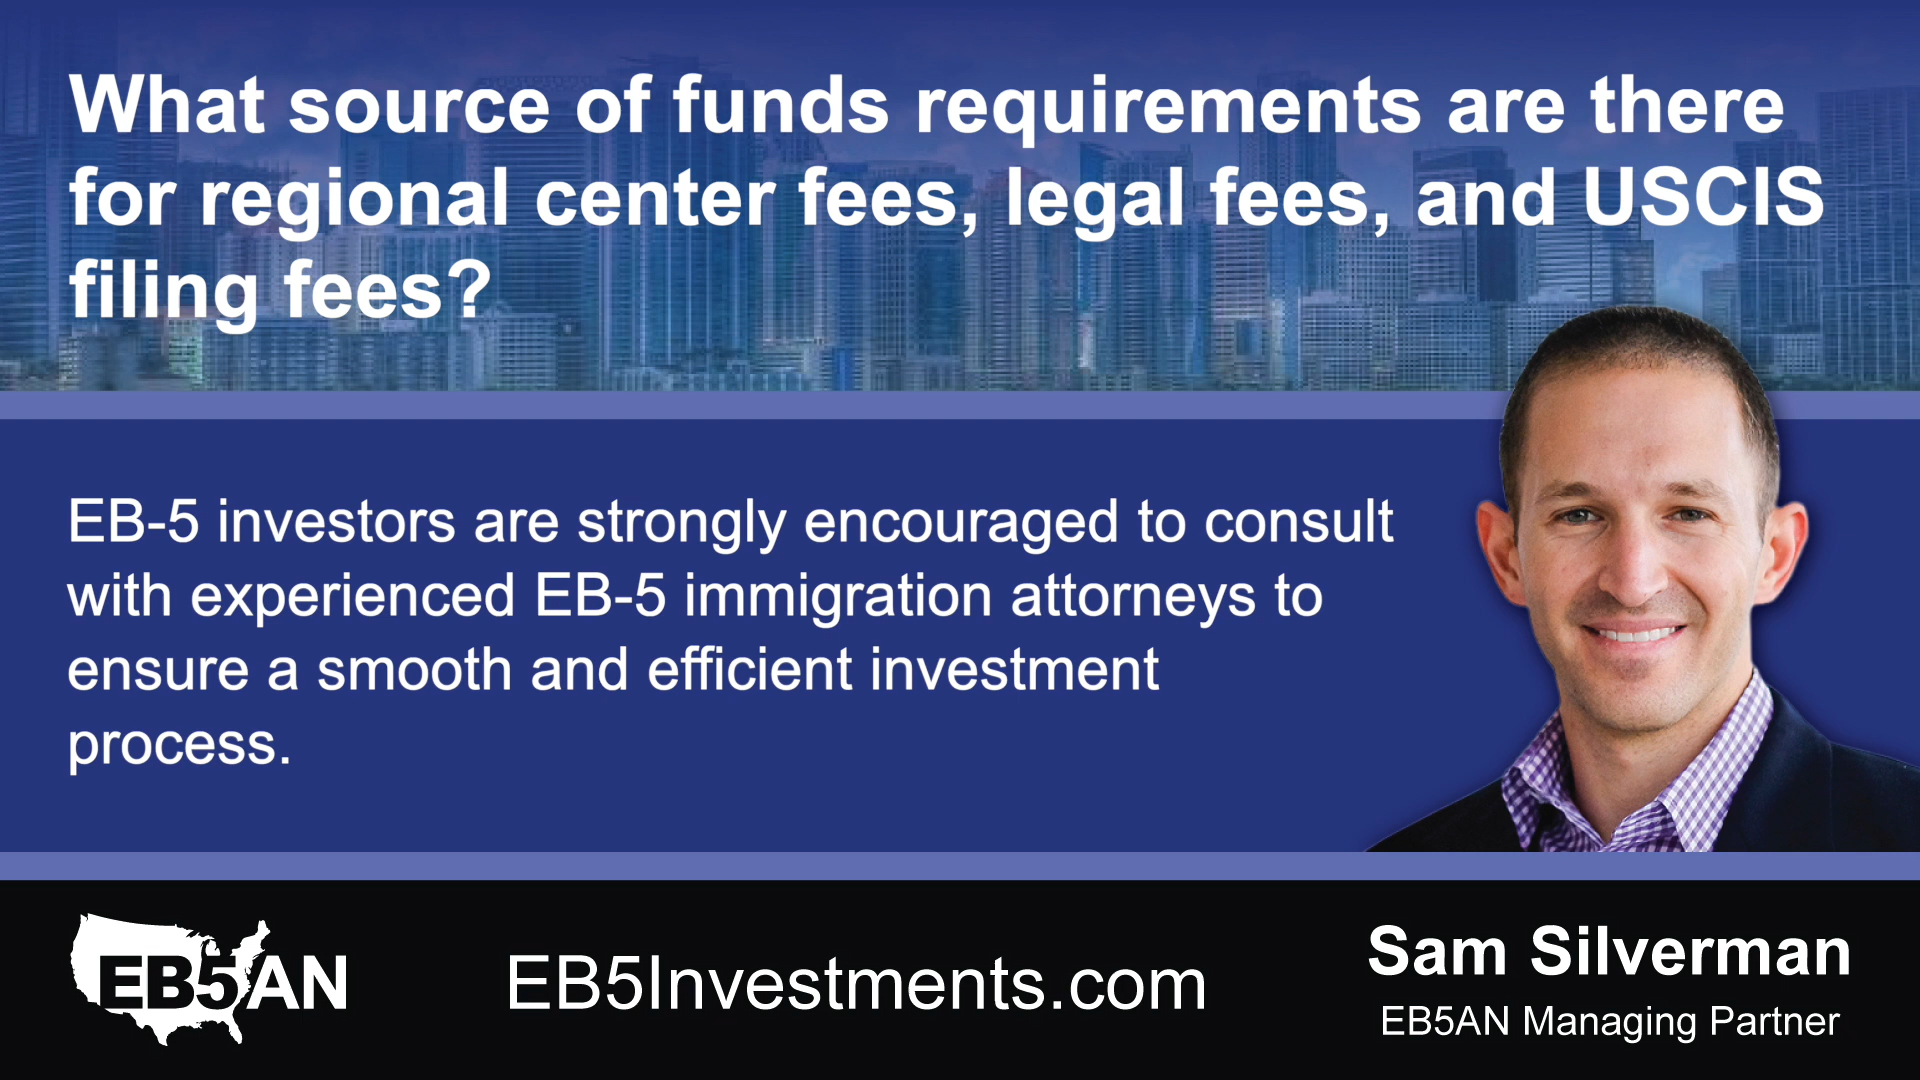 What source of funds requirements are there
for regional center fees, legal fees, and USCIS
filing fees?
EB-5 investors are strongly encouraged to consult
with experienced EB-5 immigration attorneys to
ensure a smooth and efficient investment
process.
EB5AN
EB5Investments.com
Sam Silverman
EB5AN Managing Partner